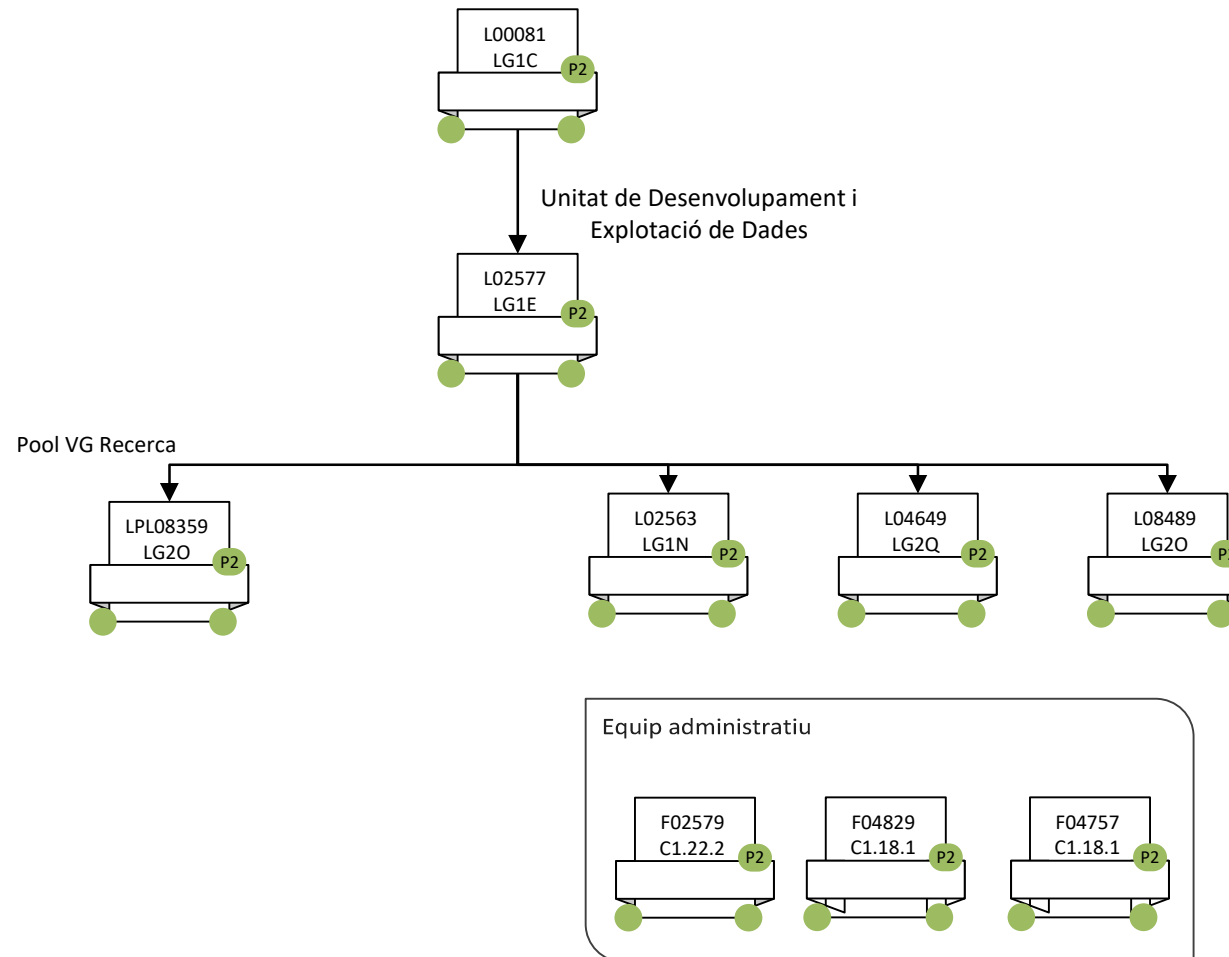 L00081
LG1C
P2
Unitat de Desenvolupament i
Explotació de Dades
L02577
LG1E
P2
Pool VG Recerca
LPL08359
LG2O
P2
L02563
LG1N
P2
L04649
LG2Q
P2
L08489
LG2O
Equip administratiu
F02579
C1.22.2
P2
F04829
C1.18.1
P2
F04757
C1.18.1
P2